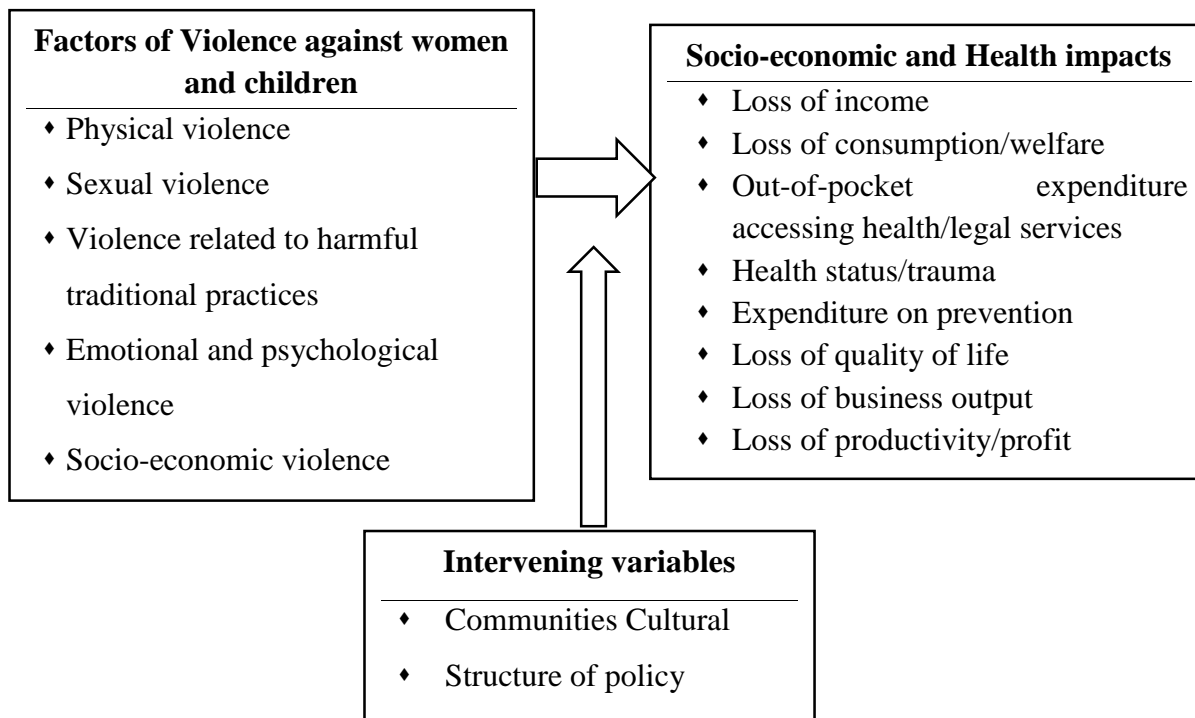 Factors of Violence against women
and children
♦ Physical violence
♦ Sexual violence
♦ Violence related to harmful
traditional practices
♦ Emotional and psychological
violence
♦ Socio-economic violence
Socio-economic and Health impacts
♦ Loss of income
♦ Loss of consumption/welfare
♦ Out-of-pocket expenditure
accessing health/legal services
♦ Health status/trauma
♦ Expenditure on prevention
♦ Loss of quality of life
♦ Loss of business output
♦ Loss of productivity/profit
Intervening variables
♦ Communities Cultural
♦ Structure of policy